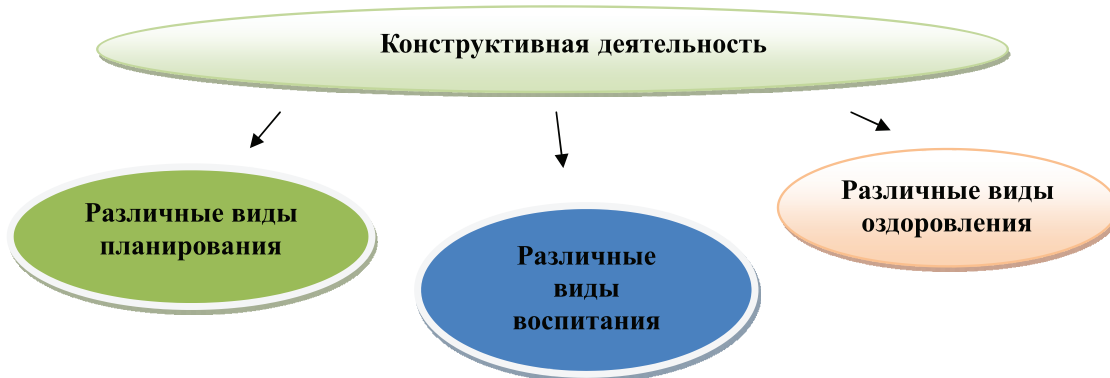 Конструктивная деятельность
Различные виды
планирования
Различные
виды
воспитания
Различные виды
оздоровления